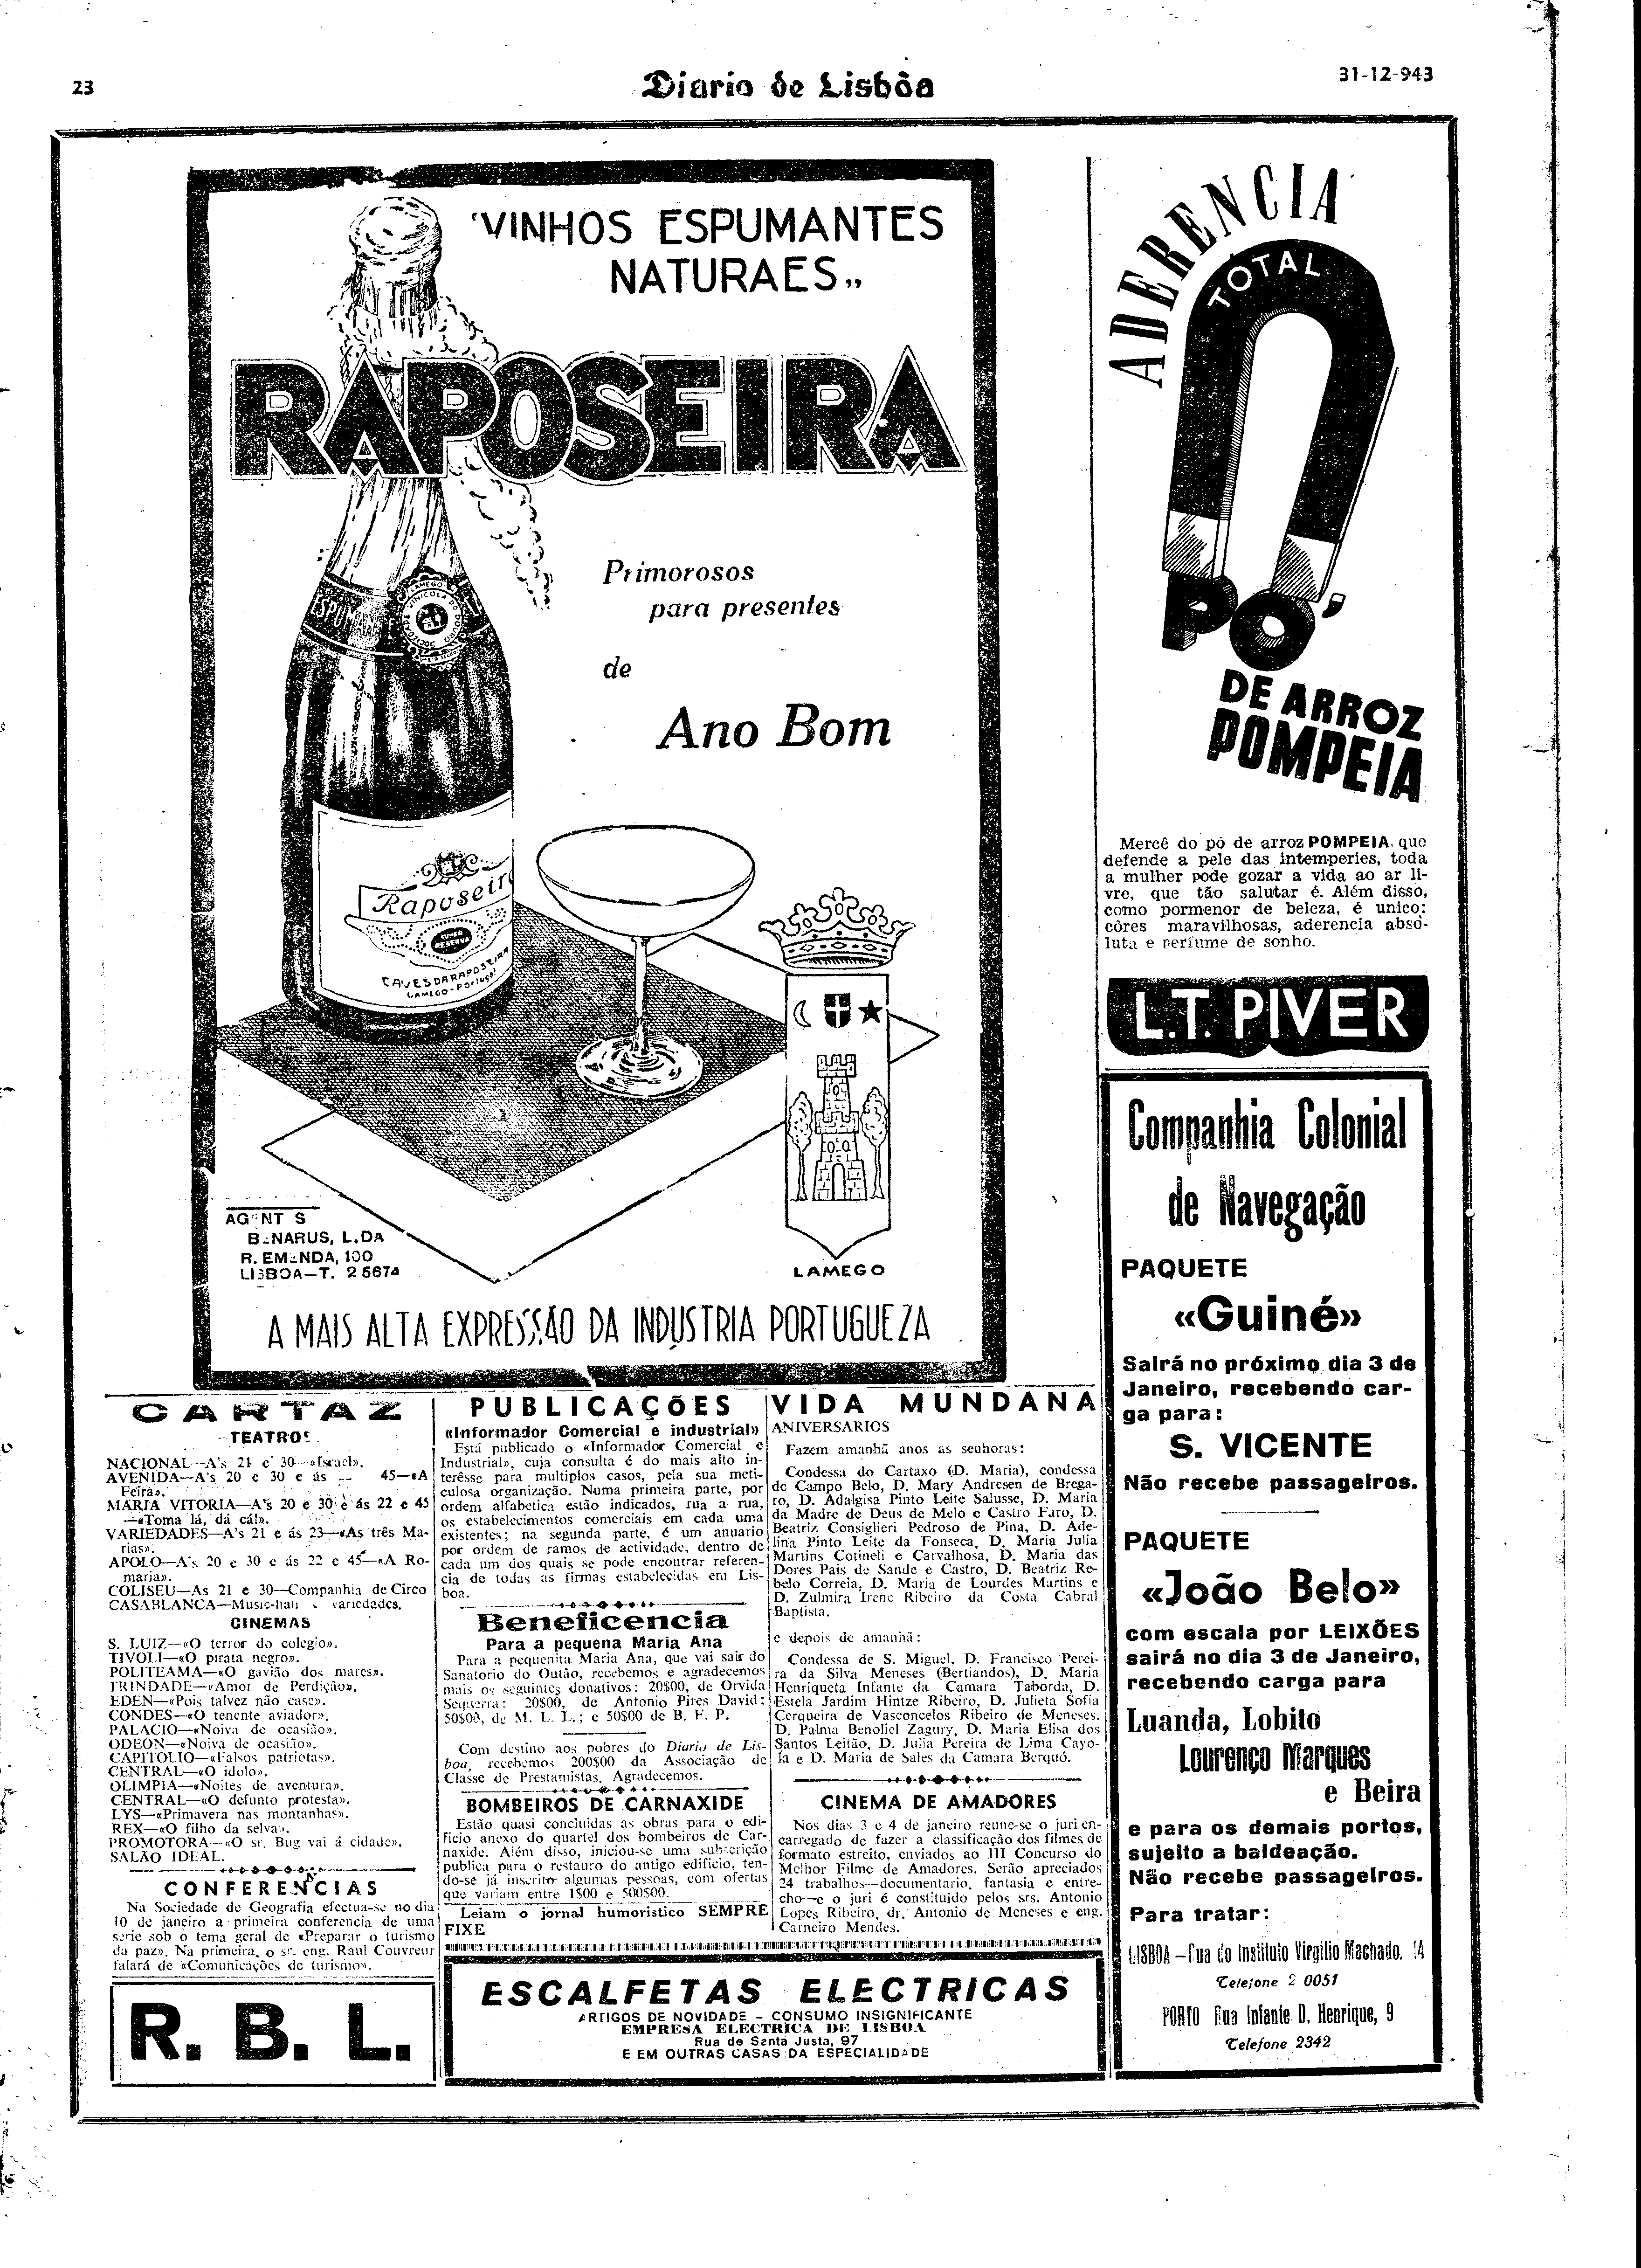 23
Diario de Lisbôa
31-12-943
"VINHOS ESPUMANTES
NATURAES„
RAPOSEIRA
Primorosos
para presentes
de
Ano Bom
ESPUMANTE
LAMEGO
Raposeira
SUPER
RESERVA
CAVES DA RAPOSEIRA
LAMEGO-Portugal
LAMEGO
LISBOA—T. 2 5674
A MAIS ALTA EXPRESSÃO DA INDUSTRIA PORTUGUEZA
ADERENCIA
TOTAL
PÓ
DE ARROZ
POMPEIA
Mercê do pó de arroz POMPEIA, que
defende a pele das intemperies, toda
a mulher pode gozar a vida ao ar li-
vre, que tão salutar é. Além disso,
como pormenor de beleza, é unico:
côres maravilhosas, aderencia abso-
luta e perfume de sonho.
L.T. PIVER
Companhia Colonial
de Navegação
PAQUETE
«Guiné»
Sairá no próximo dia 3 de
Janeiro, recebendo car-
ga para:
S. VICENTE
Não recebe passageiros.
PAQUETE
«João Belo»
com escala por LEIXÕES
sairá no dia 3 de Janeiro,
recebendo carga para
Luanda, Lobito
Lourenço Marques
e Beira
e para os demais portos,
sujeito a baldeação.
Não recebe passageiros.
Para tratar:
LISBOA — Rua do Instituto Virgilio Machado, 14
Telefone 2 0051
PORTO Rua Infante D. Henrique, 9
Telefone 2342
CARTAZ
TEATROS
NACIONAL—A's 21 e 30—«Israel».
AVENIDA—A's 20 e 30 e ás 45—«A
Feira».
MARIA VITORIA—A's 20 e 30 e ás 22 e 45
—«Toma lá, dá cá!».
VARIEDADES—A's 21 e ás 23—«As três Ma-
rias».
APOLO—A's 20 e 30 e ás 22 e 45—«A Ro-
maria».
COLISEU—As 21 e 30—Companhia de Circo
CASABLANCA—Music-hall variedades.
CINEMAS
S. LUIZ—«O terror do colegio».
TIVOLI—«O pirata negro».
POLITEAMA—«O gavião dos mares».
TRINDADE—«Amor de Perdição».
EDEN—«Pois talvez não case».
CONDES—«O tenente aviador».
PALACIO—«Noiva de ocasião».
ODEON—«Noiva de ocasião».
CAPITOLIO—«Falsos patriotas».
CENTRAL—«O idolo».
OLIMPIA—«Noites de aventura».
CENTRAL—«O defunto protesta».
LYS—«Primavera nas montanhas».
REX—«O filho da selva».
PROMOTORA—«O sr. Bug vai á cidade».
SALÃO IDEAL.
CONFERENCIAS
Na Sociedade de Geografia efectua-se no dia
10 de janeiro a primeira conferencia de uma
serie sob o tema geral de «Preparar o turismo
da paz». Na primeira, o sr. eng. Raul Couvreur
falará de «Comunicações de turismo».
R. B. L.
PUBLICAÇÕES
«Informador Comercial e industrial»
Está publicado o «Informador Comercial e
Industrial», cuja consulta é do mais alto in-
terêsse para multiplos casos, pela sua meti-
culosa organização. Numa primeira parte, por
ordem alfabetica estão indicados, rua a rua,
os estabelecimentos comerciais em cada uma
existentes; na segunda parte, é um anuario
por ordem de ramos de actividade, dentro de
cada um dos quais se pode encontrar referen-
cia de todas as firmas estabelecidas em Lis-
boa.
Beneficencia
Para a pequena Maria Ana
Para a pequenita Maria Ana, que vai sair do
Sanatorio do Outão, recebemos e agradecemos
mais os seguintes donativos: 20$00, de Orvida
Sequerra; 20$00, de Antonio Pires David;
50$00, de M. L. L.; e 50$00 de B. F. P.
Com destino aos pobres do Diario de Lis-
boa, recebemos 200$00 da Associação de
Classe de Prestamistas. Agradecemos.
BOMBEIROS DE CARNAXIDE
Estão quasi concluidas as obras para o edi-
ficio anexo do quartel dos bombeiros de Car-
naxide. Além disso, iniciou-se uma subscrição
publica para o restauro do antigo edificio, ten-
do-se já inscrito algumas pessoas, com ofertas
que variam entre 1$00 e 500$00.
Leiam o jornal humoristico SEMPRE
FIXE
VIDA MUNDANA
ANIVERSARIOS
Fazem amanhã anos as senhoras:
Condessa do Cartaxo (D. Maria), condessa
de Campo Belo, D. Mary Andresen de Brega-
ro, D. Adalgisa Pinto Leite Salusse, D. Maria
da Madre de Deus de Melo e Castro Faro, D.
Beatriz Consiglieri Pedroso de Pina, D. Ade-
lina Pinto Leite da Fonseca, D. Maria Julia
Martins Cotineli e Carvalhosa, D. Maria das
Dores Pais de Sande e Castro, D. Beatriz Re-
belo Correia, D. Maria de Lourdes Martins e
D. Zulmira Irene Ribeiro da Costa Cabral
Baptista.
e depois de amanhã:
Condessa de S. Miguel, D. Francisco Perei-
ra da Silva Meneses (Bertiandos), D. Maria
Henriqueta Infante da Camara Taborda, D.
Estela Jardim Hintze Ribeiro, D. Julieta Sofia
Cerqueira de Vasconcelos Ribeiro de Meneses,
D. Palma Benoliel Zagury, D. Maria Elisa dos
Santos Leitão, D. Julia Pereira de Lima Cayo-
la e D. Maria de Sales da Camara Berquó.
CINEMA DE AMADORES
Nos dias 3 e 4 de janeiro reune-se o juri en-
carregado de fazer a classificação dos filmes de
formato estreito, enviados ao III Concurso do
Melhor Filme de Amadores. Serão apreciados
24 trabalhos—documentario, fantasia e entre-
cho—e o juri é constituido pelos srs. Antonio
Lopes Ribeiro, dr. Antonio de Meneses e eng.
Carneiro Mendes.
ESCALFETAS ELECTRICAS
ARTIGOS DE NOVIDADE - CONSUMO INSIGNIFICANTE
EMPRESA ELECTRICA DE LISBOA
Rua de Santa Justa, 97
E EM OUTRAS CASAS DA ESPECIALIDADE